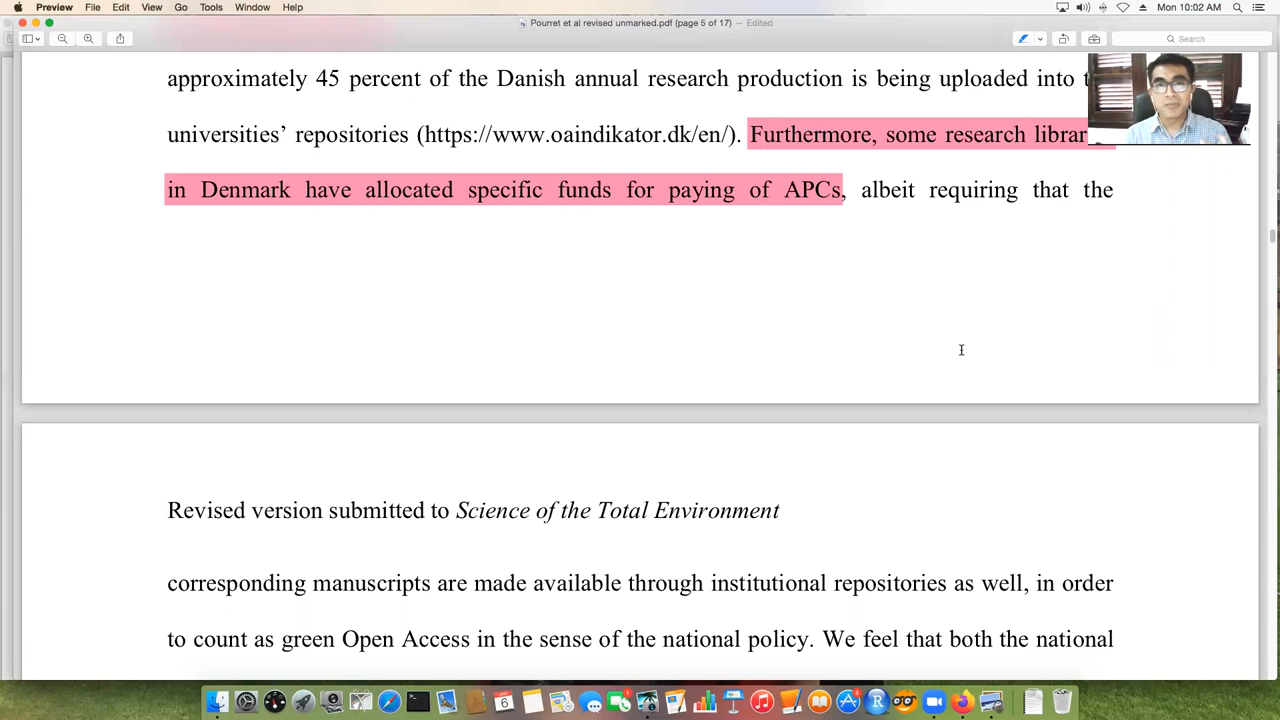 Preview File Edit View Go Tools Window Help Mon 10:02 AM
Pourret et al revised unmarked.pdf (page 5 of 17) — Edited
Search
approximately 45 percent of the Danish annual research production is being uploaded into
universities’ repositories (https://www.oaindikator.dk/en/). Furthermore, some research
in Denmark have allocated specific funds for paying of APCs, albeit requiring that the
Revised version submitted to Science of the Total Environment
corresponding manuscripts are made available through institutional repositories as well, in order
to count as green Open Access in the sense of the national policy. We feel that both the national